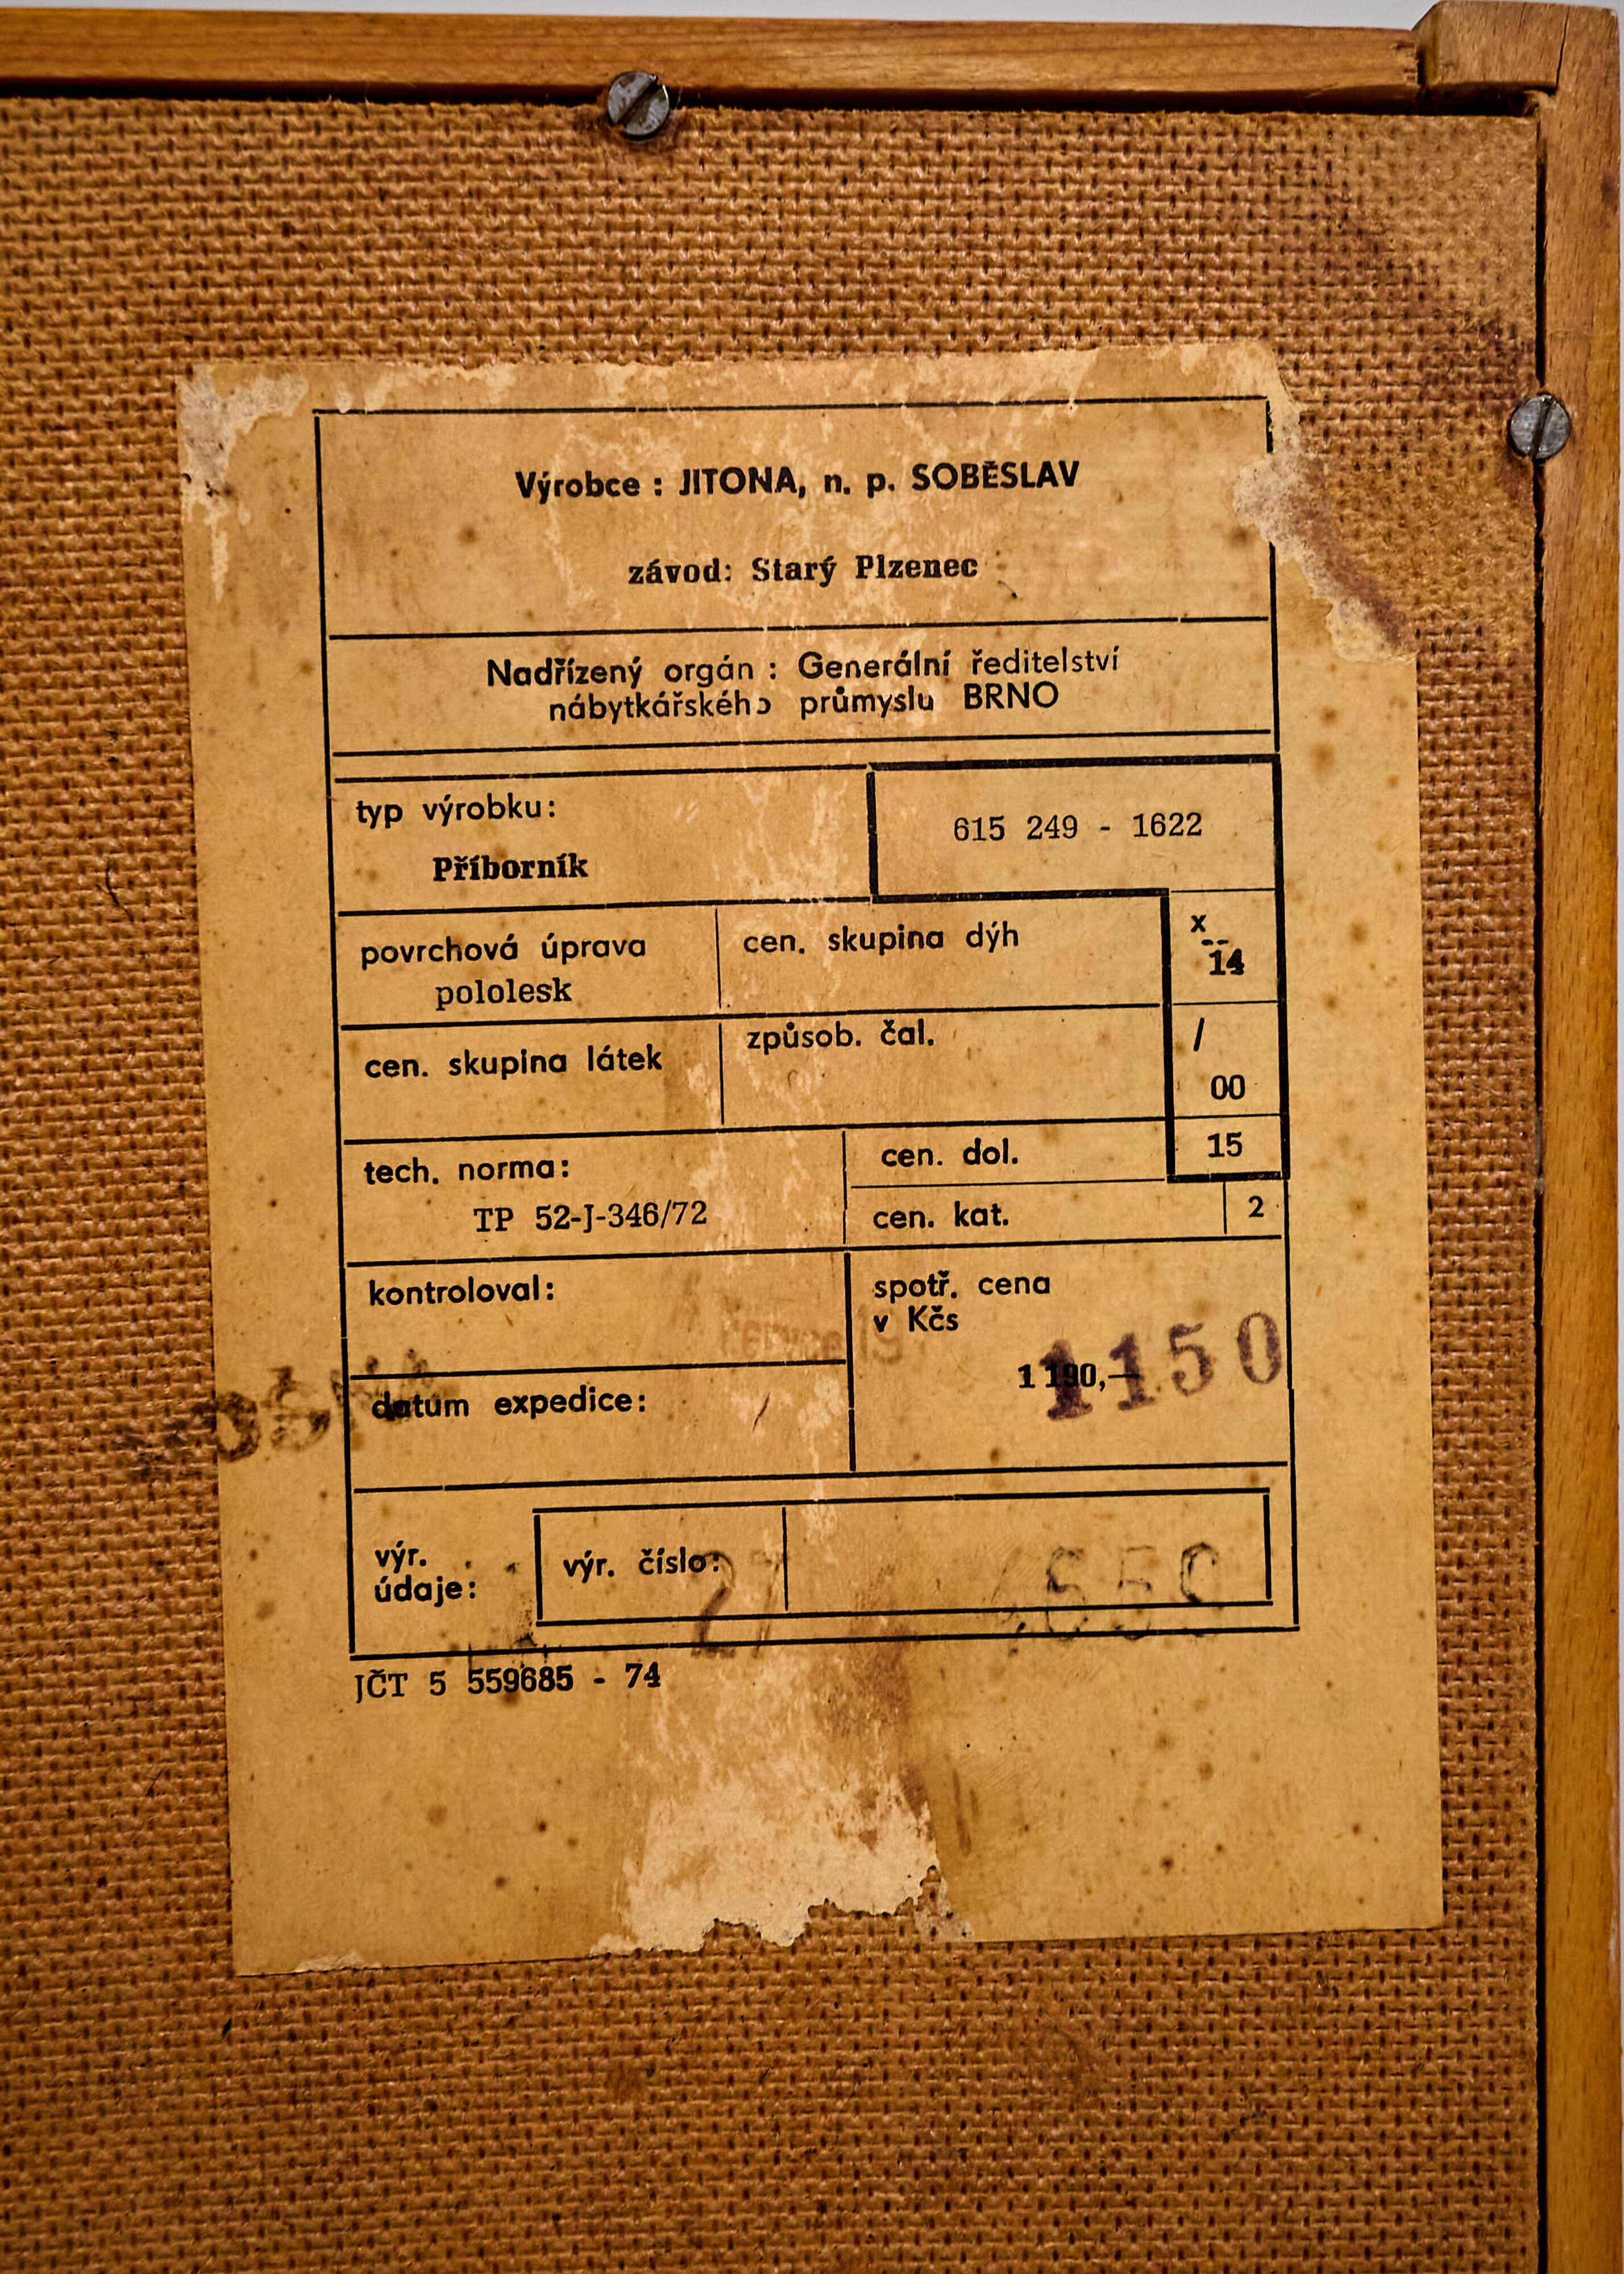 Výrobce : JITONA, n. p. SOBĚSLAV
závod: Starý Plzenec
Nadřízený orgán : Generální ředitelství
nábytkářského průmyslu BRNO
typ výrobku:
Příborník
615 249 - 1622
povrchová úprava
pololesk
cen. skupina dýh
x
14
cen. skupina látek
způsob. čal.
/
00
tech. norma:
TP 52-J-346/72
cen. dol.
15
cen. kat.
2
kontroloval:
spotř. cena
v Kčs
1 190,—
1150
datum expedice:
výr.
údaje:
výr. číslo:
JČT 5 559685 - 74